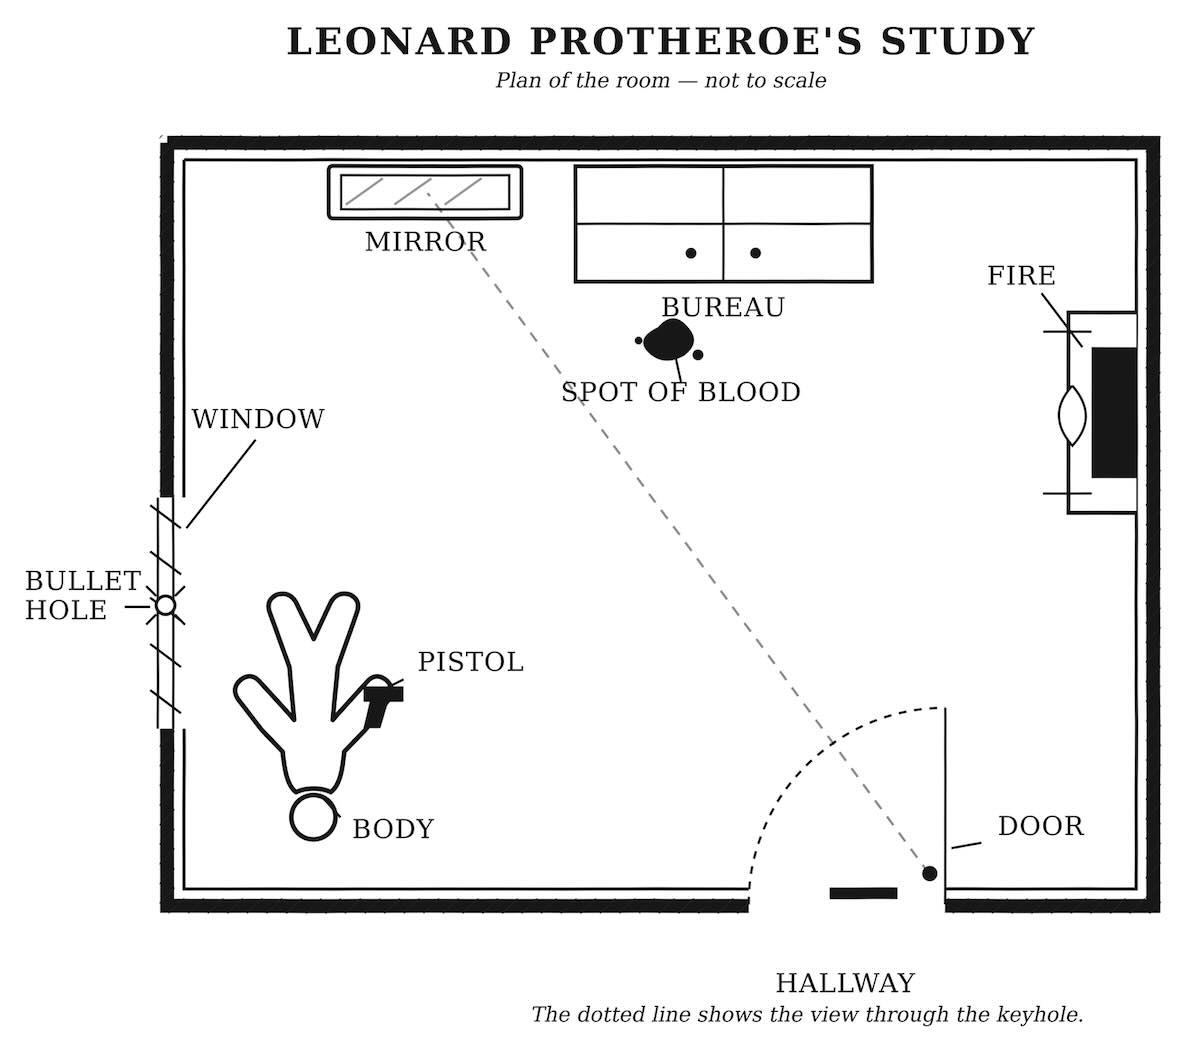 LEONARD PROTHEROE'S STUDY
Plan of the room — not to scale
MIRROR
FIRE
BUREAU
SPOT OF BLOOD
WINDOW
BULLET
HOLE
PISTOL
BODY
DOOR
HALLWAY
The dotted line shows the view through the keyhole.